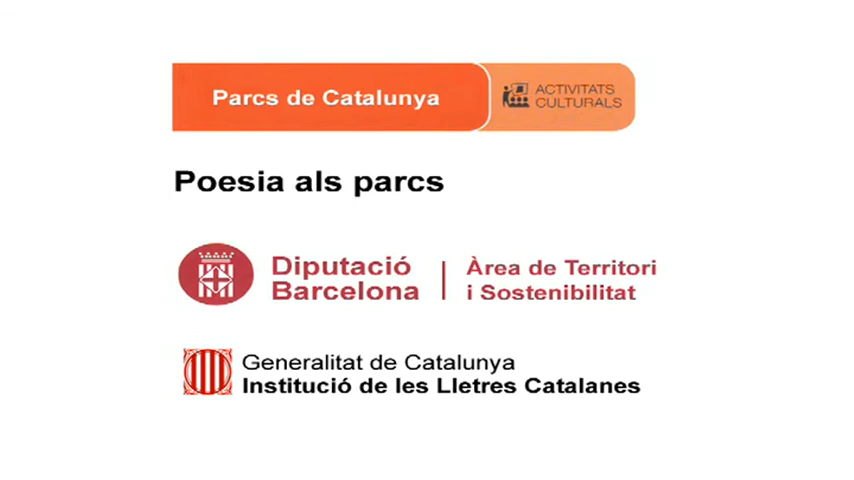 Parcs de Catalunya
ACTIVITATS
CULTURALS
Poesia als parcs
Diputació
Barcelona
Àrea de Territori
i Sostenibilitat
Generalitat de Catalunya
Institució de les Lletres Catalanes